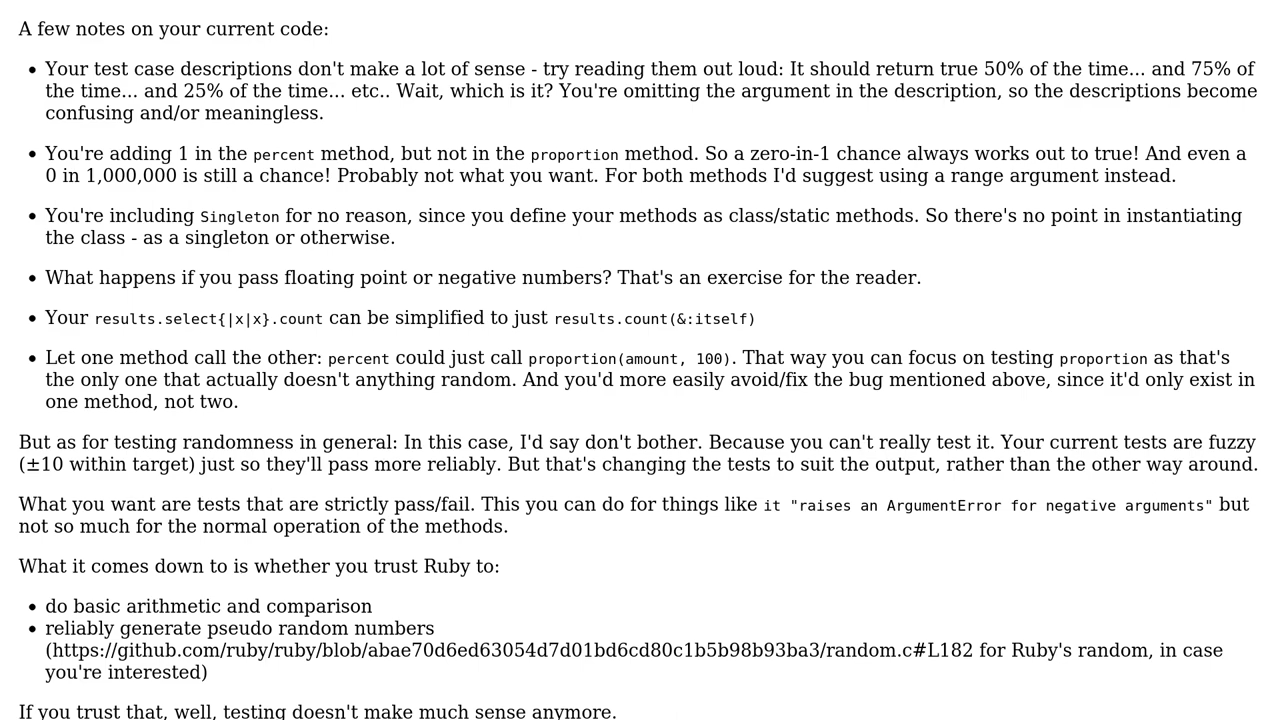 A few notes on your current code:
• Your test case descriptions don't make a lot of sense - try reading them out loud: It should return true 50% of the time... and 75% of
the time... and 25% of the time... etc.. Wait, which is it? You're omitting the argument in the description, so the descriptions become
confusing and/or meaningless.
• You're adding 1 in the percent method, but not in the proportion method. So a zero-in-1 chance always works out to true! And even a
0 in 1,000,000 is still a chance! Probably not what you want. For both methods I'd suggest using a range argument instead.
• You're including Singleton for no reason, since you define your methods as class/static methods. So there's no point in instantiating
the class - as a singleton or otherwise.
• What happens if you pass floating point or negative numbers? That's an exercise for the reader.
• Your results.select{|x|x}.count can be simplified to just results.count(&:itself)
• Let one method call the other: percent could just call proportion(amount, 100). That way you can focus on testing proportion as that's
the only one that actually doesn't anything random. And you'd more easily avoid/fix the bug mentioned above, since it'd only exist in
one method, not two.
But as for testing randomness in general: In this case, I'd say don't bother. Because you can't really test it. Your current tests are fuzzy
(±10 within target) just so they'll pass more reliably. But that's changing the tests to suit the output, rather than the other way around.
What you want are tests that are strictly pass/fail. This you can do for things like it "raises an ArgumentError for negative arguments" but
not so much for the normal operation of the methods.
What it comes down to is whether you trust Ruby to:
• do basic arithmetic and comparison
• reliably generate pseudo random numbers
(https://github.com/ruby/ruby/blob/abae70d6ed63054d7d01bd6cd80c1b5b98b93ba3/random.c#L182 for Ruby's random, in case
you're interested)
If you trust that, well, testing doesn't make much sense anymore.